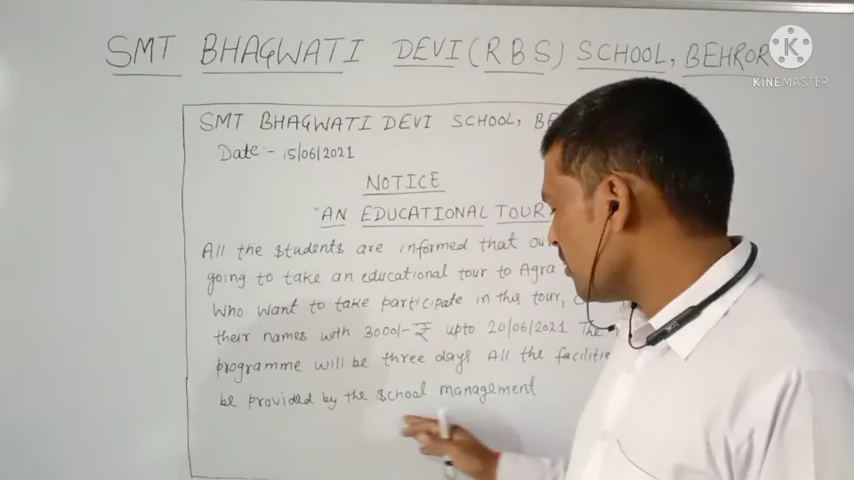 SMT BHAGWATI DEVI (RBS) SCHOOL, BEHROR
KINEMASTER
SMT BHAGWATI DEVI SCHOOL, BE
Date:- 15/06/2021
NOTICE
"AN EDUCATIONAL TOUR
All the students are informed that
going to take an educational tour to Agra
Who want to take participate in this tour,
their names with 3000/-₹ upto 20/06/2021 The
programme will be three days All the facilitie
be provided by the school management